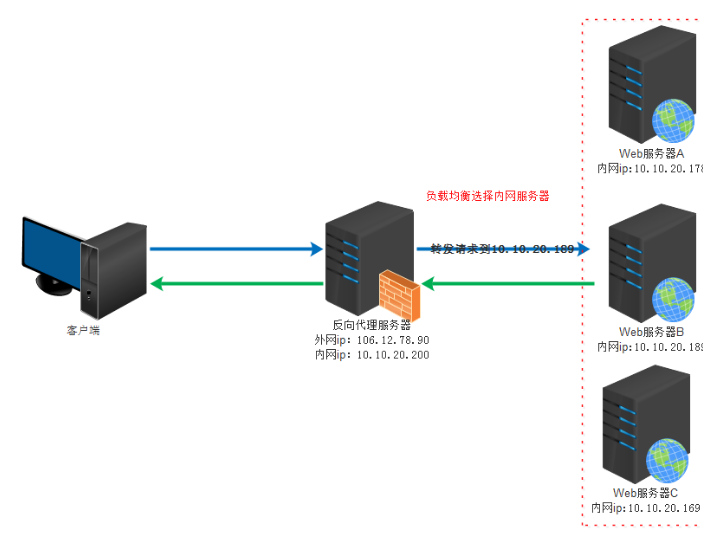 Web服务器A
内网ip:10.10.20.178
负载均衡选择内网服务器
转发请求到10.10.20.189
客户端
反向代理服务器
外网ip: 106.12.78.90
内网ip: 10.10.20.200
Web服务器B
内网ip:10.10.20.189
Web服务器C
内网ip:10.10.20.169